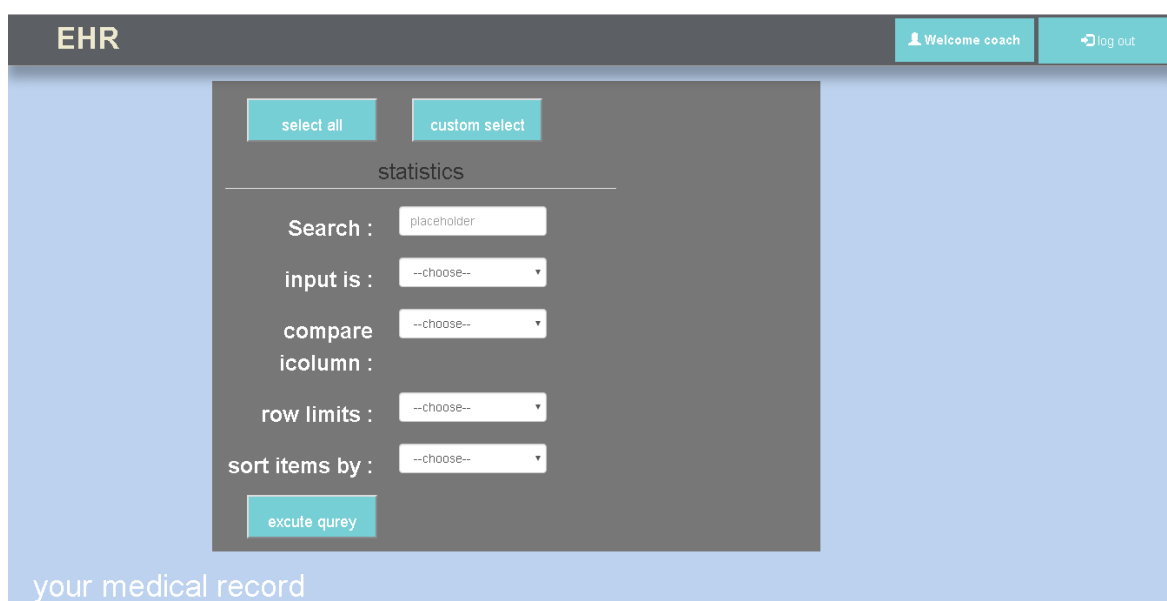 EHR
Welcome coach
log out
select all
custom select
statistics
Search :
placeholder
input is :
--choose--
compare
icolumn :
--choose--
row limits :
--choose--
sort items by :
--choose--
excute qurey
your medical record